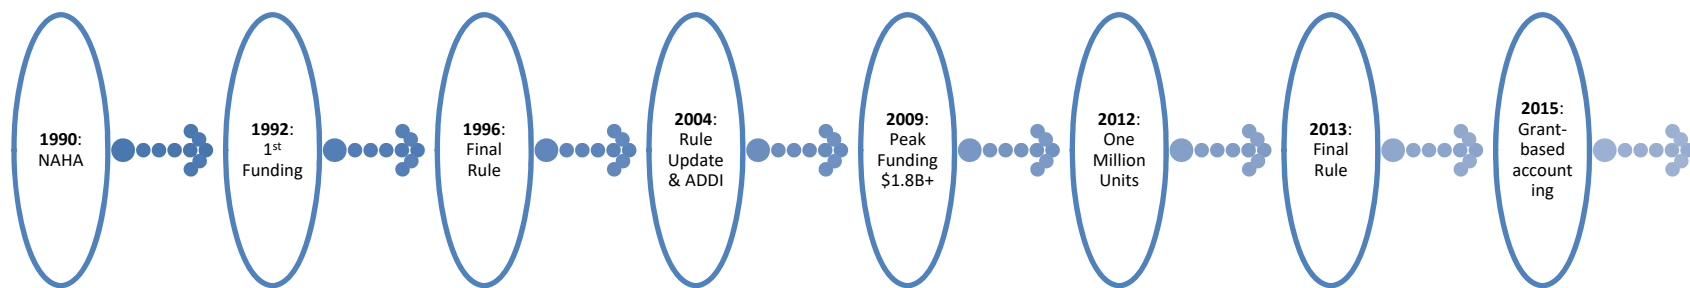 1990:
NAHA
1992:
1st
Funding
1996:
Final
Rule
2004:
Rule
Update
& ADDI
2009:
Peak
Funding
$1.8B+
2012:
One
Million
Units
2013:
Final
Rule
2015:
Grant-
based
account
ing